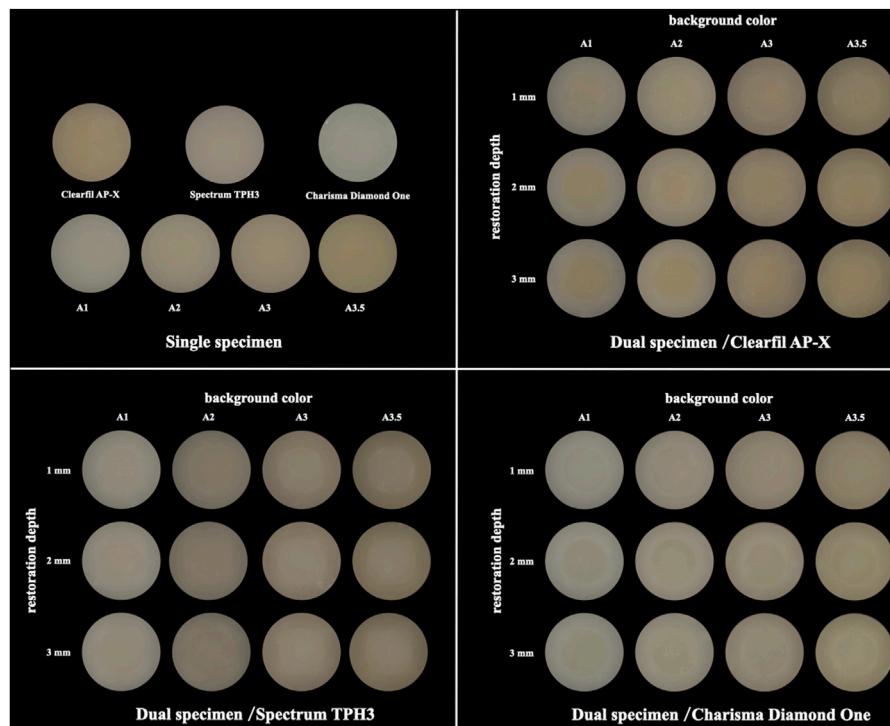 Clearfil AP-X Spectrum TPH3 Charisma Diamond One
A1 A2 A3 A3.5
Single specimen
background color
A1 A2 A3 A3.5
1 mm
2 mm
3 mm
restoration depth
Dual specimen /Clearfil AP-X
background color
A1 A2 A3 A3.5
1 mm
2 mm
3 mm
restoration depth
Dual specimen /Spectrum TPH3
background color
A1 A2 A3 A3.5
1 mm
2 mm
3 mm
restoration depth
Dual specimen /Charisma Diamond One